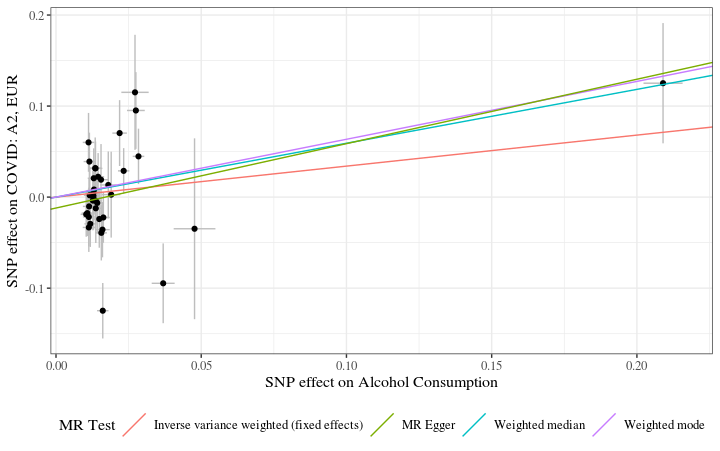 0.2
0.1
0.0
-0.1
SNP effect on COVID: A2, EUR
0.00 0.05 0.10 0.15 0.20
SNP effect on Alcohol Consumption
MR Test Inverse variance weighted (fixed effects) MR Egger Weighted median Weighted mode